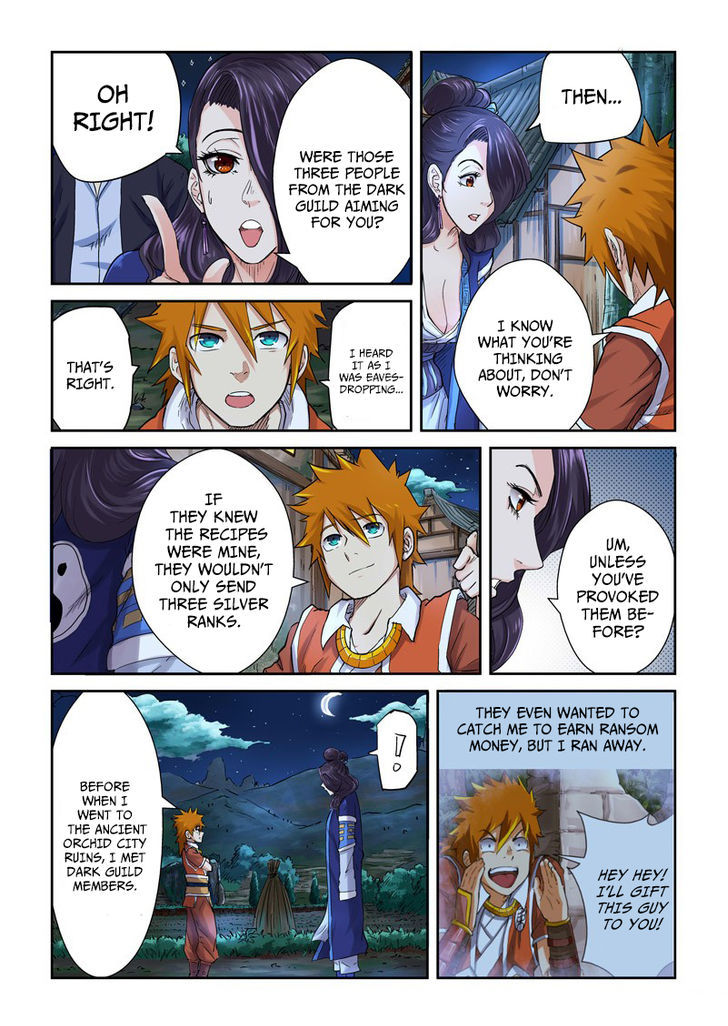 OH
RIGHT!
WERE THOSE
THREE PEOPLE
FROM THE DARK
GUILD AIMING
FOR YOU?
THEN...
I KNOW
WHAT YOU'RE
THINKING
ABOUT, DON'T
WORRY.
THAT'S
RIGHT.
I HEARD
IT AS I
WAS EAVES-
DROPPING...
IF
THEY KNEW
THE RECIPES
WERE MINE,
THEY WOULDN'T
ONLY SEND
THREE SILVER
RANKS.
UM,
UNLESS
YOU'VE
PROVOKED
THEM BE-
FORE?
BEFORE
WHEN I
WENT TO
THE ANCIENT
ORCHID CITY
RUINS, I MET
DARK GUILD
MEMBERS.
!
THEY EVEN WANTED TO
CATCH ME TO EARN RANSOM
MONEY, BUT I RAN AWAY.
HEY HEY!
I'LL GIFT
THIS GUY
TO YOU!